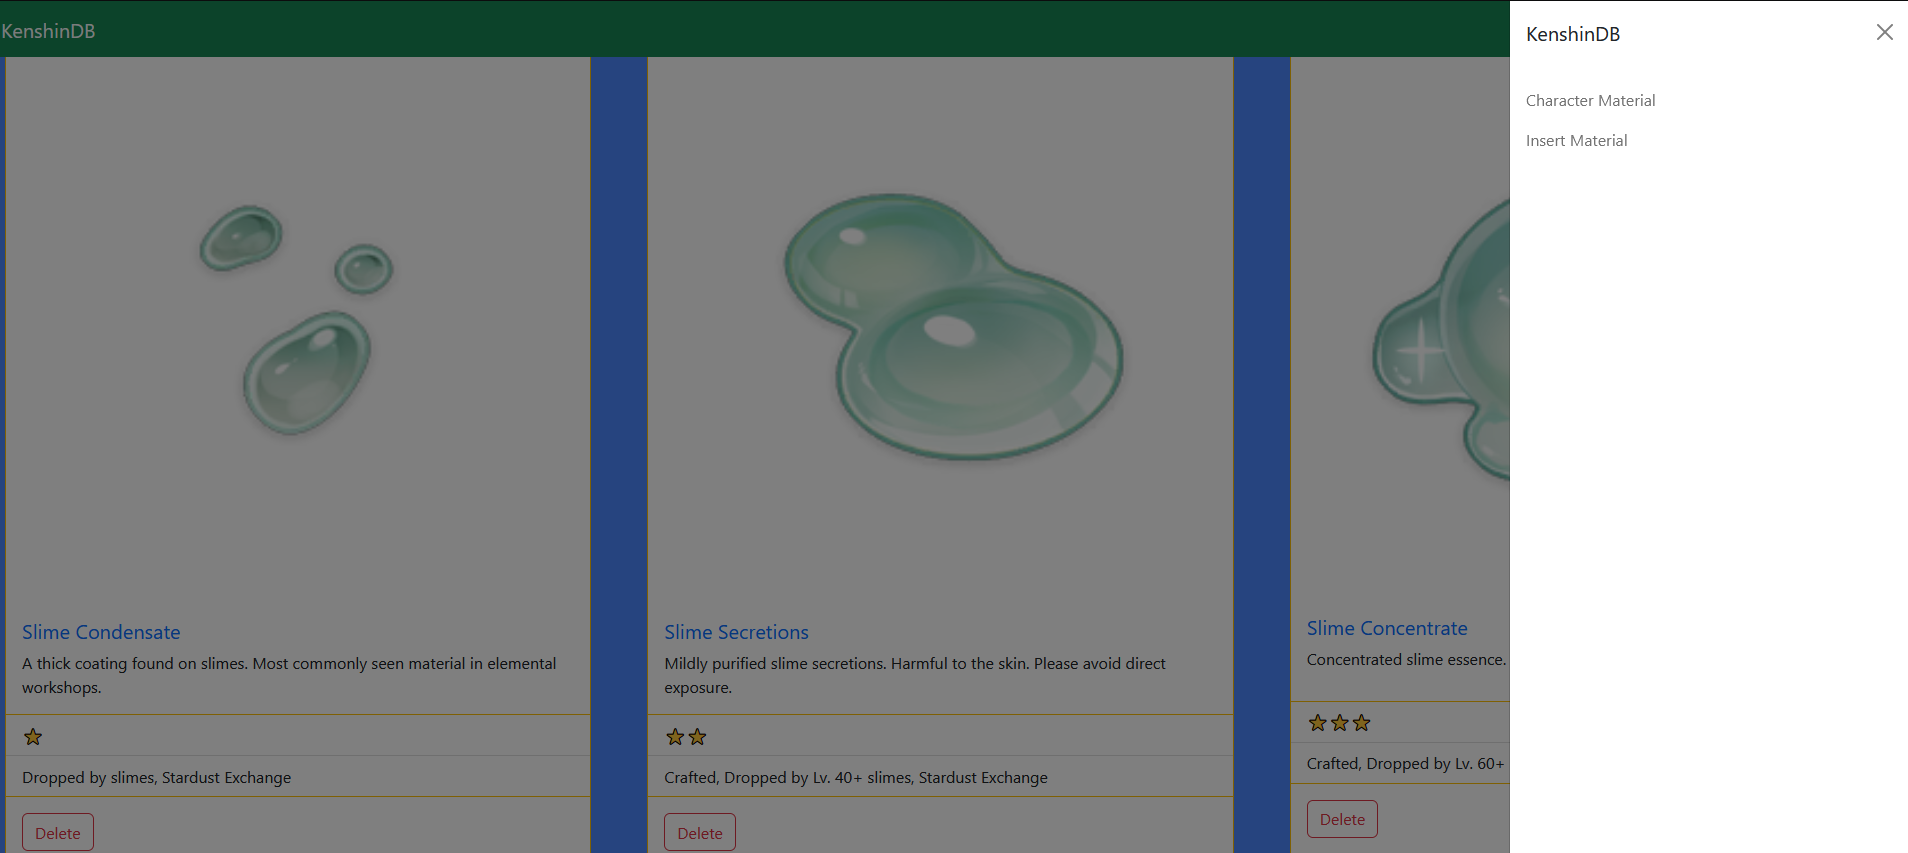 KenshinDB
Slime Condensate
A thick coating found on slimes. Most commonly seen material in elemental
workshops.
Dropped by slimes, Stardust Exchange
Delete
Slime Secretions
Mildly purified slime secretions. Harmful to the skin. Please avoid direct
exposure.
Crafted, Dropped by Lv. 40+ slimes, Stardust Exchange
Delete
Slime Concentrate
Concentrated slime essence.
Crafted, Dropped by Lv. 60+
Delete
KenshinDB
Character Material
Insert Material